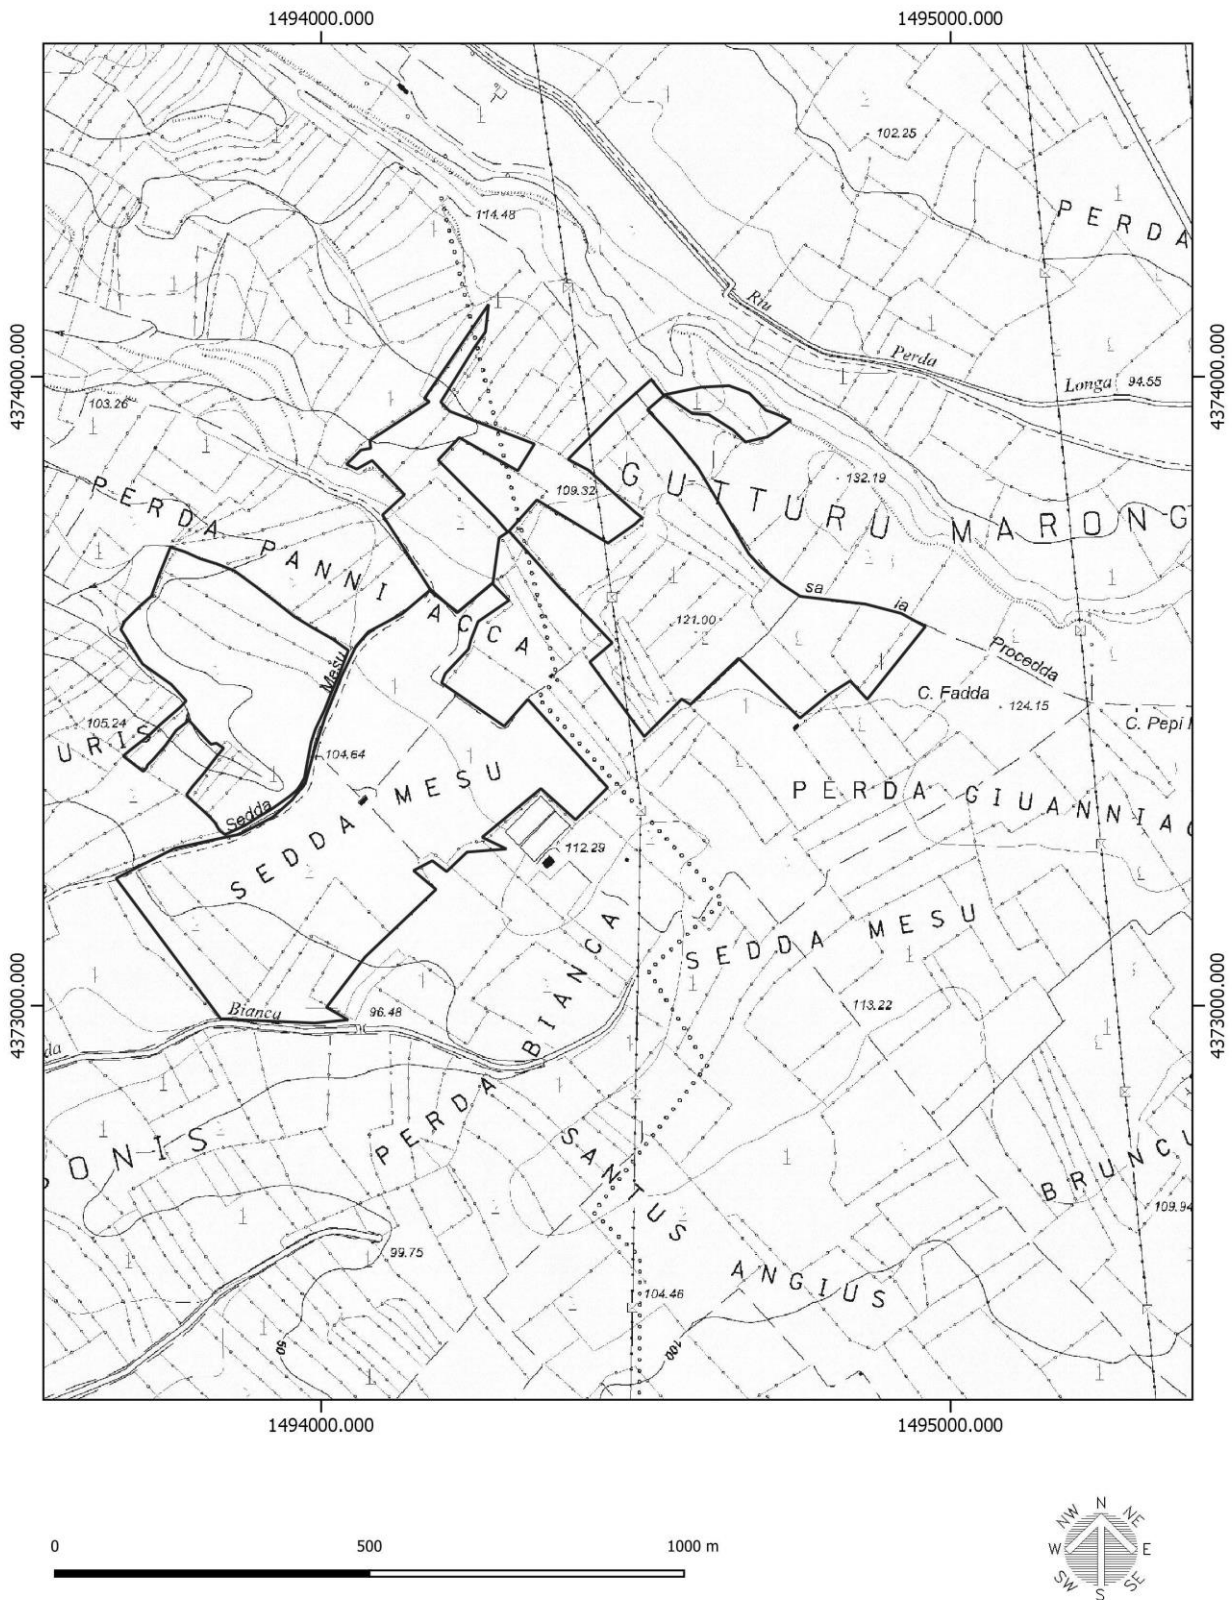 1494000.000 1495000.000
102.25
PERDA
114.48
Riu
Perda
Longa 94.55
4374000.000 4374000.000
103.26
109.32
GUTTURU MARONG
132.19
PERDA PANNI ACCA
sa ia
121.00
Procedda
Mesu
C. Fadda
124.15
C. Pepi
105.24
URIS
104.64
SEDDA MESU
PERDA GIUANNIA
Sedda
112.29
SEDDA MESU
4373000.000 4373000.000
Bianca
96.48
113.22
da
PERDA BIANCA
ONIS
SANTUS
ANGIUS
BRUNCU
109.94
99.75
104.46
50
100
1494000.000 1495000.000
N
NW NE
W E
SW SE
S
0 500 1000 m